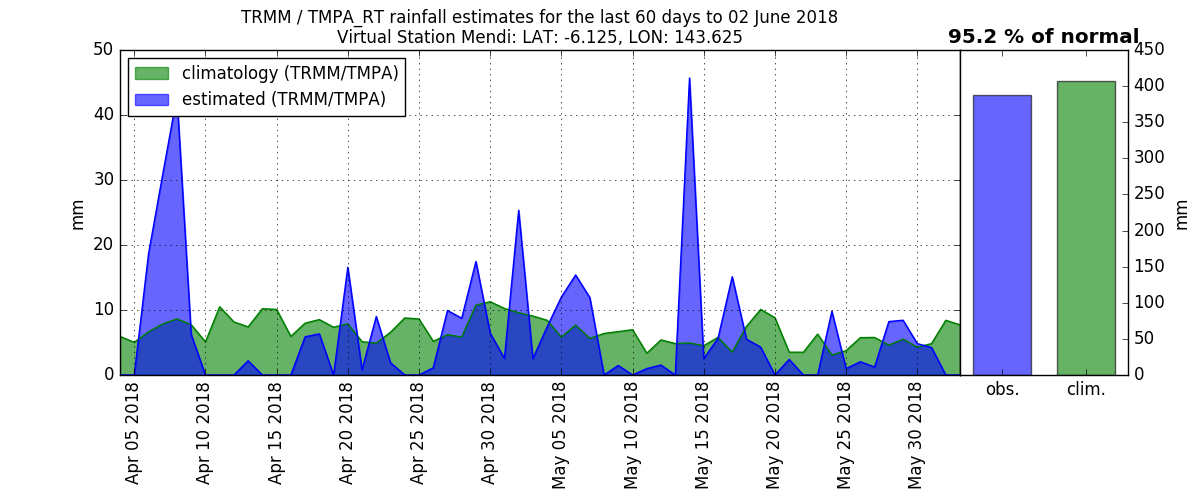 TRMM / TMPA_RT rainfall estimates for the last 60 days to 02 June 2018
Virtual Station Mendi: LAT: -6.125, LON: 143.625
95.2 % of normal
climatology (TRMM/TMPA)
estimated (TRMM/TMPA)
50
40
30
20
10
0
mm
Apr 05 2018
Apr 10 2018
Apr 15 2018
Apr 20 2018
Apr 25 2018
Apr 30 2018
May 05 2018
May 10 2018
May 15 2018
May 20 2018
May 25 2018
May 30 2018
obs.
clim.
450
400
350
300
250
200
150
100
50
0
mm